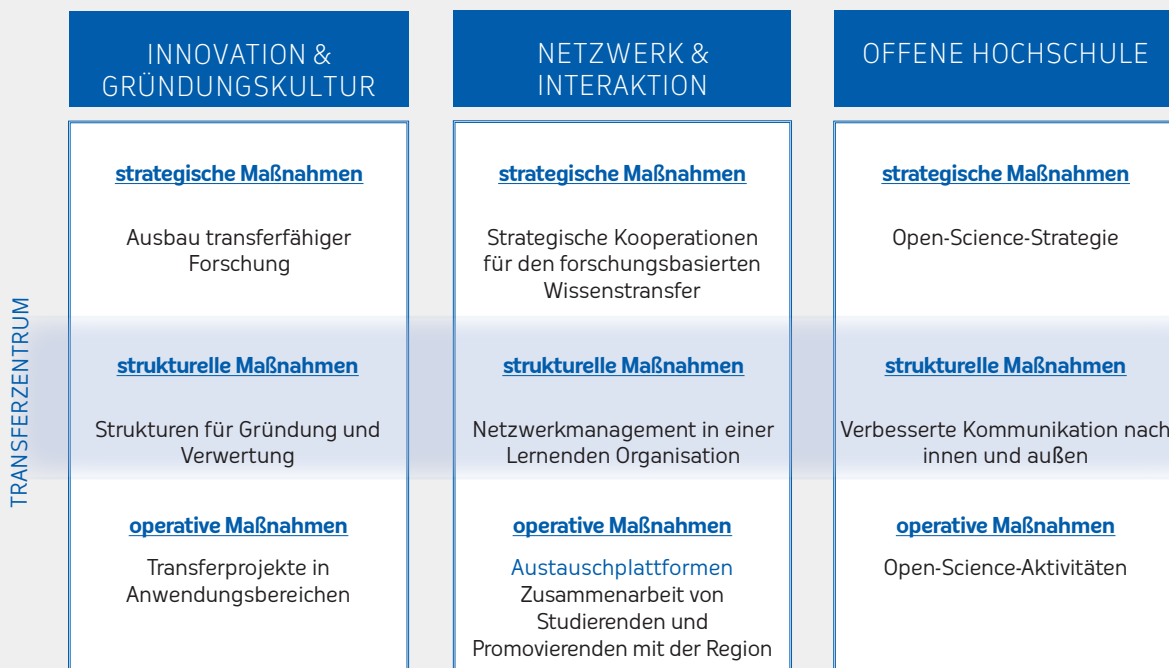 INNOVATION &
GRÜNDUNGSKULTUR
strategische Maßnahmen
Ausbau transferfähiger
Forschung
strukturelle Maßnahmen
Strukturen für Gründung und
Verwertung
operative Maßnahmen
Transferprojekte in
Anwendungsbereichen
NETZWERK &
INTERAKTION
strategische Maßnahmen
Strategische Kooperationen
für den forschungsbasierten
Wissenstransfer
strukturelle Maßnahmen
Netzwerkmanagement in einer
Lernenden Organisation
operative Maßnahmen
Austauschplattformen
Zusammenarbeit von
Studierenden und
Promovierenden mit der Region
OFFENE HOCHSCHULE
strategische Maßnahmen
Open-Science-Strategie
strukturelle Maßnahmen
Verbesserte Kommunikation nach
innen und außen
operative Maßnahmen
Open-Science-Aktivitäten
TRANSFERZENTRUM